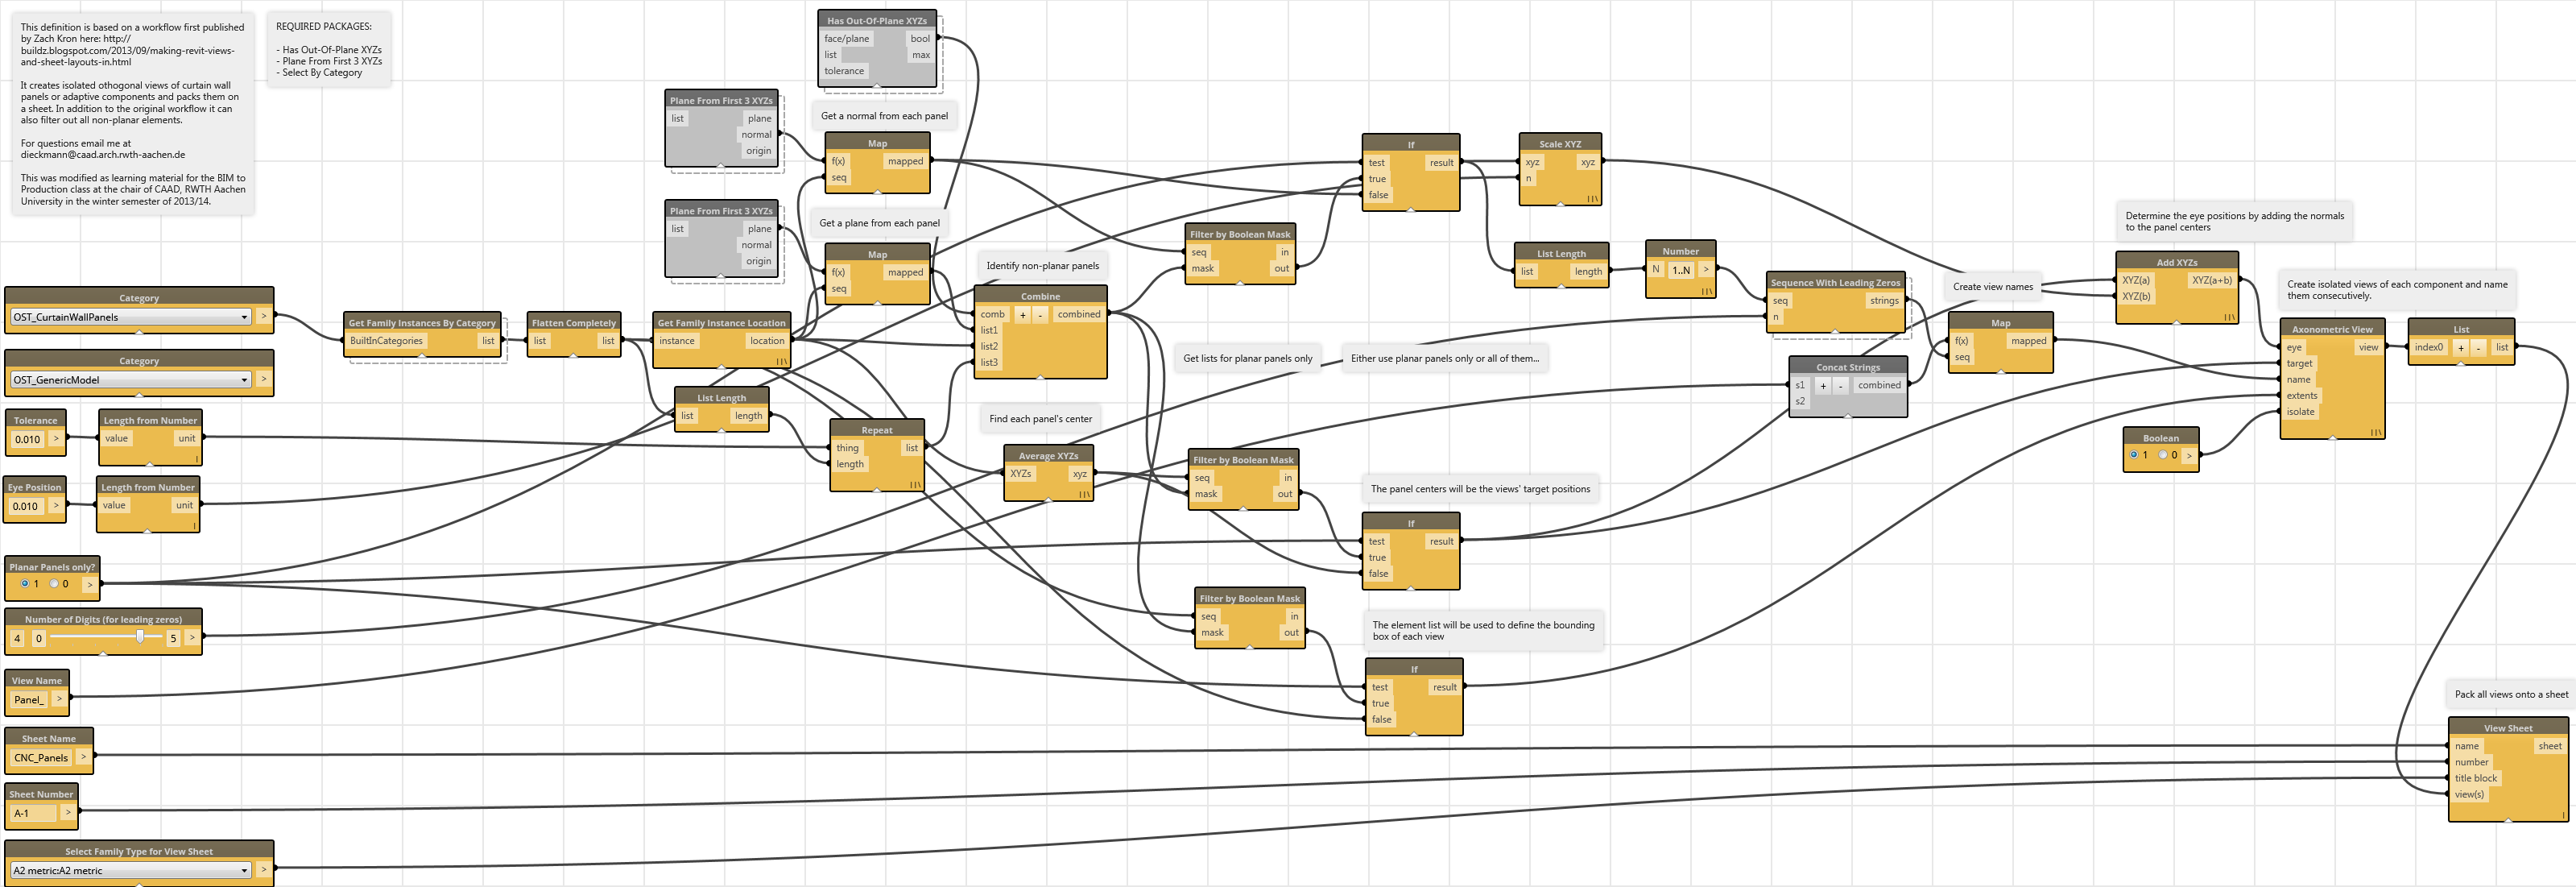 This definition is based on a workflow first published
by Zach Kron here: http://
buildz.blogspot.com/2013/09/making-revit-views-
and-sheet-layouts-in.html
It creates isolated othogonal views of curtain wall
panels or adaptive components and packs them on
a sheet. In addition to the original workflow it can
also filter out all non-planar elements.
For questions email me at
dieckmann@caad.arch.rwth-aachen.de
This was modified as learning material for the BIM to
Production class at the chair of CAAD, RWTH Aachen
University in the winter semester of 2013/14.
REQUIRED PACKAGES:
- Has Out-Of-Plane XYZs
- Plane From First 3 XYZs
- Select By Category
Has Out-Of-Plane XYZs
face/plane bool
list max
tolerance
Plane From First 3 XYZs
list plane
normal
origin
Get a normal from each panel
Map
f(x) mapped
seq
Plane From First 3 XYZs
list plane
normal
origin
Get a plane from each panel
Map
f(x) mapped
seq
Category
OST_CurtainWallPanels >
Category
OST_GenericModel >
Get Family Instances By Category
BuiltInCategories list
Flatten Completely
list list
Get Family Instance Location
instance location
List Length
list length
Tolerance
0.010 >
Length from Number
value unit
Eye Position
0.010 >
Length from Number
value unit
Repeat
thing list
length
Identify non-planar panels
Combine
comb + - combined
list1
list2
list3
Find each panel's center
Average XYZs
XYZs xyz
Filter by Boolean Mask
seq in
mask out
Get lists for planar panels only
Either use planar panels only or all of them...
Filter by Boolean Mask
seq in
mask out
Filter by Boolean Mask
seq in
mask out
If
test result
true
false
Scale XYZ
xyz xyz
n
List Length
list length
Number
N 1..N >
Sequence With Leading Zeros
seq strings
n
Concat Strings
s1 + - combined
s2
Create view names
Map
f(x) mapped
seq
The panel centers will be the views' target positions
If
test result
true
false
The element list will be used to define the bounding
box of each view
If
test result
true
false
Determine the eye positions by adding the normals
to the panel centers
Add XYZs
XYZ(a) XYZ(a+b)
XYZ(b)
Create isolated views of each component and name
them consecutively.
Axonometric View
eye view
target
name
extents
isolate
List
index0 + - list
Boolean
1 0 >
Planar Panels only?
1 0 >
Number of Digits (for leading zeros)
4 0 5 >
View Name
Panel_ >
Sheet Name
CNC_Panels >
Sheet Number
A-1 >
Select Family Type for View Sheet
A2 metric:A2 metric >
Pack all views onto a sheet
View Sheet
name sheet
number
title block
view(s)